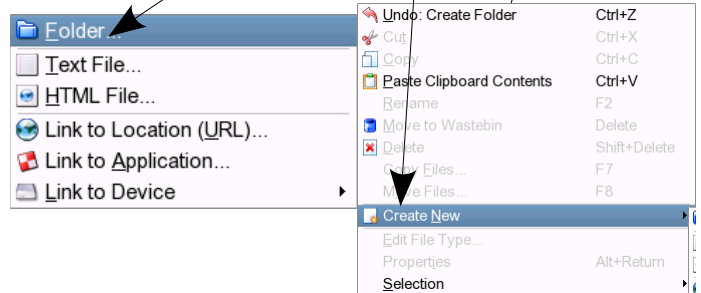 Folder...
Text File...
HTML File...
Link to Location (URL)...
Link to Application...
Link to Device
Undo: Create Folder Ctrl+Z
Cut Ctrl+X
Copy Ctrl+C
Paste Clipboard Contents Ctrl+V
Rename F2
Move to Wastebin Delete
Delete Shift+Delete
Copy Files... F7
Move Files... F8
Create New
Edit File Type...
Properties Alt+Return
Selection